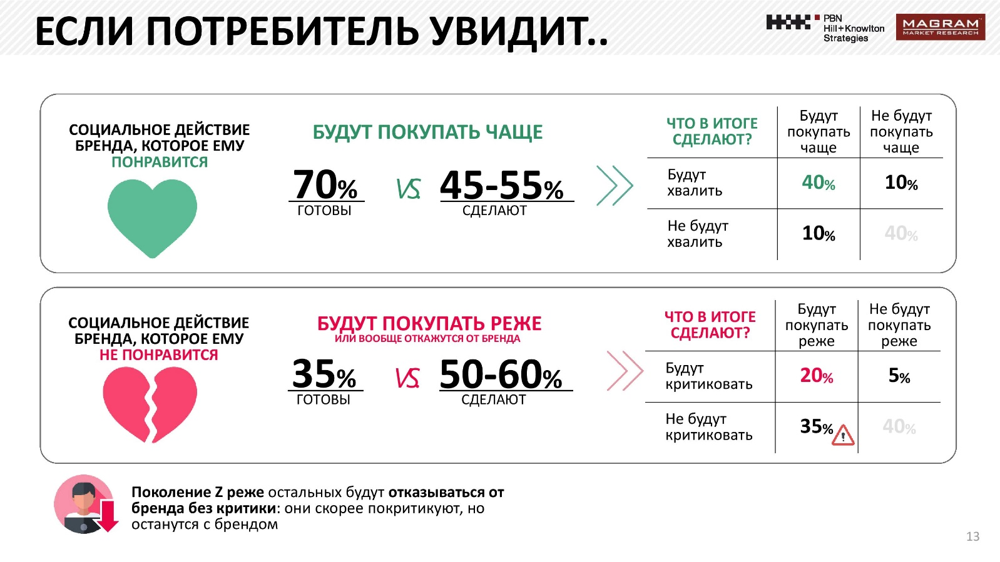 ЕСЛИ ПОТРЕБИТЕЛЬ УВИДИТ..
PBN
Hill+Knowlton
Strategies
MAGRAM
MARKET RESEARCH
СОЦИАЛЬНОЕ ДЕЙСТВИЕ
БРЕНДА, КОТОРОЕ ЕМУ
ПОНРАВИТСЯ
БУДУТ ПОКУПАТЬ ЧАЩЕ
70% VS. 45-55%
ГОТОВЫ СДЕЛАЮТ
ЧТО В ИТОГЕ
СДЕЛАЮТ?
Будут
покупать
чаще
Не будут
покупать
чаще
Будут
хвалить
40% 10%
Не будут
хвалить
10% 40%
СОЦИАЛЬНОЕ ДЕЙСТВИЕ
БРЕНДА, КОТОРОЕ ЕМУ
НЕ ПОНРАВИТСЯ
БУДУТ ПОКУПАТЬ РЕЖЕ
ИЛИ ВООБЩЕ ОТКАЖУТСЯ ОТ БРЕНДА
35% VS. 50-60%
ГОТОВЫ СДЕЛАЮТ
ЧТО В ИТОГЕ
СДЕЛАЮТ?
Будут
покупать
реже
Не будут
покупать
реже
Будут
критиковать
20% 5%
Не будут
критиковать
35% 40%
Поколение Z реже остальных будут отказываться от
бренда без критики: они скорее покритикуют, но
останутся с брендом
13